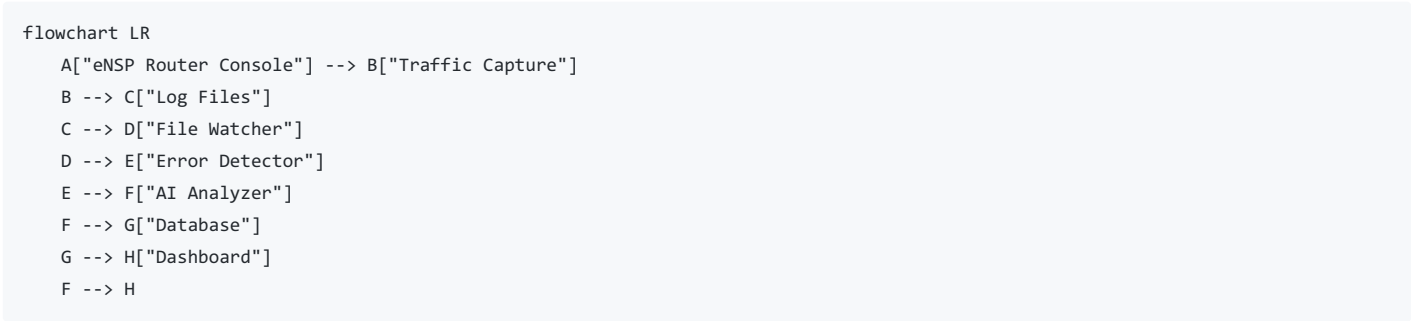 flowchart LR
    A["eNSP Router Console"] --> B["Traffic Capture"]
    B --> C["Log Files"]
    C --> D["File Watcher"]
    D --> E["Error Detector"]
    E --> F["AI Analyzer"]
    F --> G["Database"]
    G --> H["Dashboard"]
    F --> H